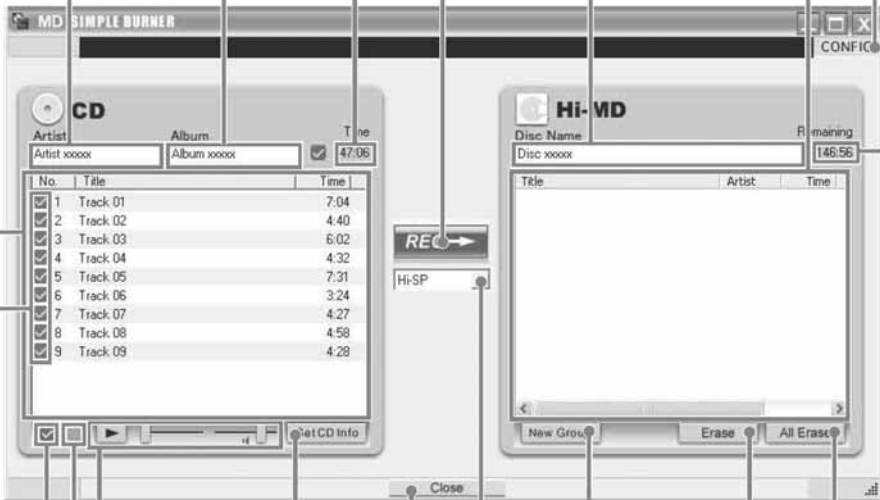 MD SIMPLE BURNER
CONFIG
CD
Artist Album Time
Artist xxxxx Album xxxxx 47:06
No. Title Time
1 Track 01 7:04
2 Track 02 4:40
3 Track 03 6:02
4 Track 04 4:32
5 Track 05 7:31
6 Track 06 3:24
7 Track 07 4:27
8 Track 08 4:58
9 Track 09 4:28
Get CD Info
REC
Hi-SP
Hi-MD
Disc Name Remaining
Disc xxxxx 146:56
Title Artist Time
New Group Erase All Erase
Close